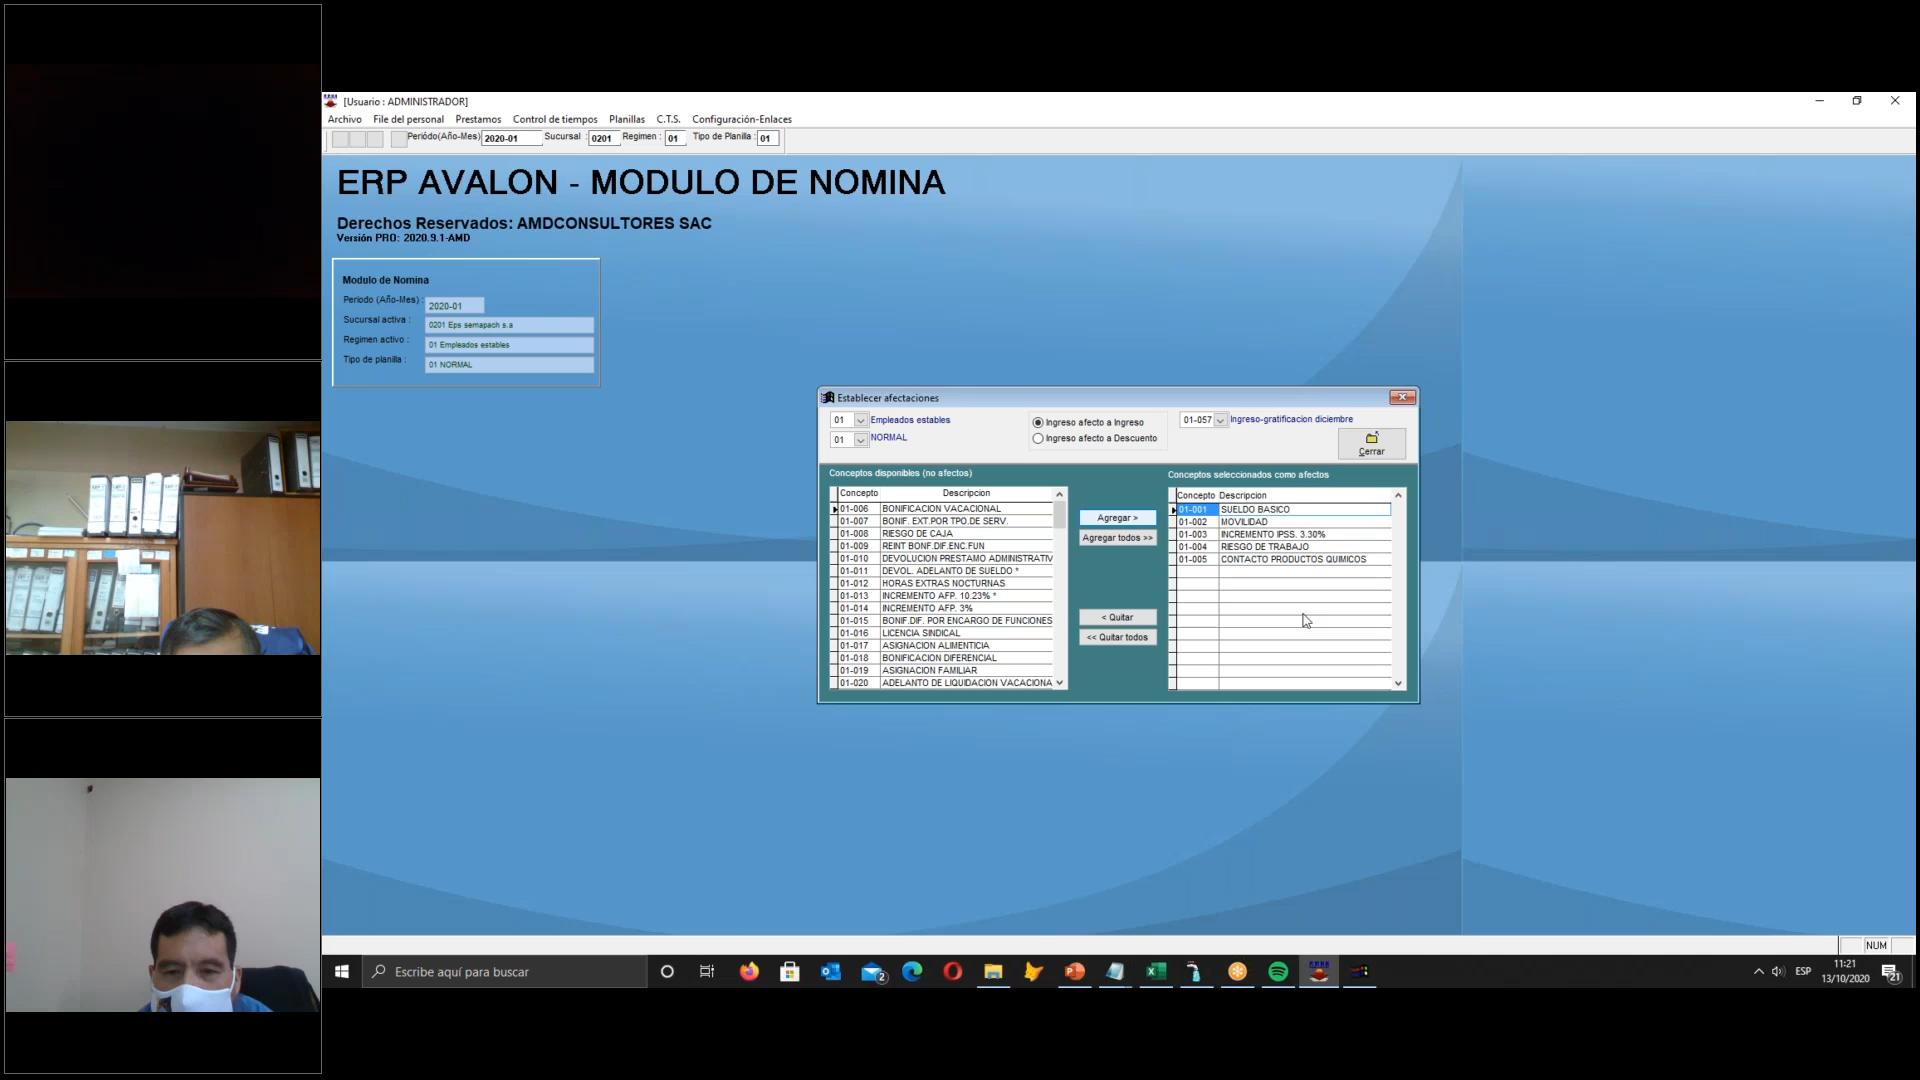 [Usuario : ADMINISTRADOR]
Archivo File del personal Prestamos Control de tiempos Planillas C.T.S. Configuración-Enlaces
Periódo(Año-Mes) 2020-01 Sucursal : 0201 Regimen : 01 Tipo de Planilla : 01
ERP AVALON - MODULO DE NOMINA
Derechos Reservados: AMDCONSULTORES SAC
Versión PRO: 2020.9.1-AMD
Modulo de Nomina
Periodo (Año-Mes) : 2020-01
Sucursal activa : 0201 Eps semapach s.a
Regimen activo : 01 Empleados estables
Tipo de planilla : 01 NORMAL
Establecer afectaciones
01 Empleados estables
01 NORMAL
Ingreso afecto a Ingreso
Ingreso afecto a Descuento
01-057 Ingreso-gratificacion diciembre
Cerrar
Conceptos disponibles (no afectos)
Concepto Descripcion
01-006 BONIFICACION VACACIONAL
01-007 BONIF. EXT.POR TPO.DE SERV.
01-008 RIESGO DE CAJA
01-009 REINT BONF.DIF.ENC.FUN
01-010 DEVOLUCION PRESTAMO ADMINISTRATIV
01-011 DEVOL. ADELANTO DE SUELDO *
01-012 HORAS EXTRAS NOCTURNAS
01-013 INCREMENTO AFP. 10.23% *
01-014 INCREMENTO AFP. 3%
01-015 BONIF.DIF. POR ENCARGO DE FUNCIONES
01-016 LICENCIA SINDICAL
01-017 ASIGNACION ALIMENTICIA
01-018 BONIFICACION DIFERENCIAL
01-019 ASIGNACION FAMILIAR
01-020 ADELANTO DE LIQUIDACION VACACIONA
Agregar >
Agregar todos >>
< Quitar
<< Quitar todos
Conceptos seleccionados como afectos
Concepto Descripcion
01-001 SUELDO BASICO
01-002 MOVILIDAD
01-003 INCREMENTO IPSS. 3.30%
01-004 RIESGO DE TRABAJO
01-005 CONTACTO PRODUCTOS QUIMICOS
NUM
Escribe aquí para buscar
2
ESP
11:21
13/10/2020
21